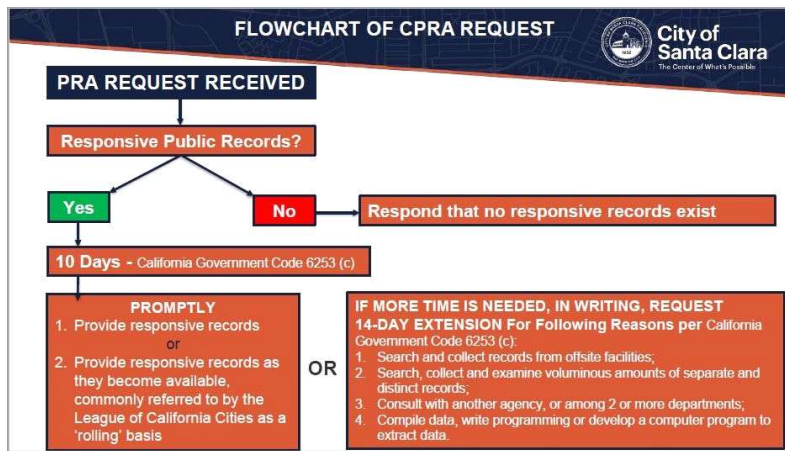 FLOWCHART OF CPRA REQUEST
City of
Santa Clara
The Center of What's Possible
PRA REQUEST RECEIVED
Responsive Public Records?
Yes
No
Respond that no responsive records exist
10 Days - California Government Code 6253 (c)
PROMPTLY
1. Provide responsive records
or
2. Provide responsive records as
they become available,
commonly referred to by the
League of California Cities as a
'rolling' basis
OR
IF MORE TIME IS NEEDED, IN WRITING, REQUEST
14-DAY EXTENSION For Following Reasons per California
Government Code 6253 (c):
1. Search and collect records from offsite facilities;
2. Search, collect and examine voluminous amounts of separate and
distinct records;
3. Consult with another agency, or among 2 or more departments;
4. Compile data, write programming or develop a computer program to
extract data.